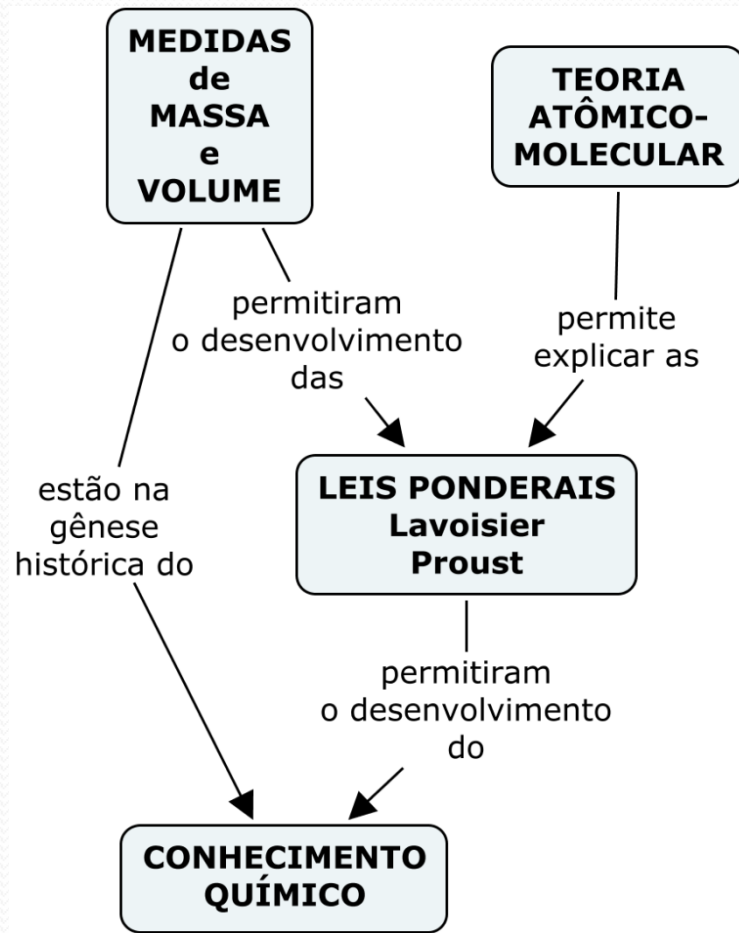 MEDIDAS
de
MASSA
e
VOLUME
TEORIA
ATÔMICO-
MOLECULAR
permitiram
o desenvolvimento
das
permite
explicar as
estão na
gênese
histórica do
LEIS PONDERAIS
Lavoisier
Proust
permitiram
o desenvolvimento
do
CONHECIMENTO
QUÍMICO